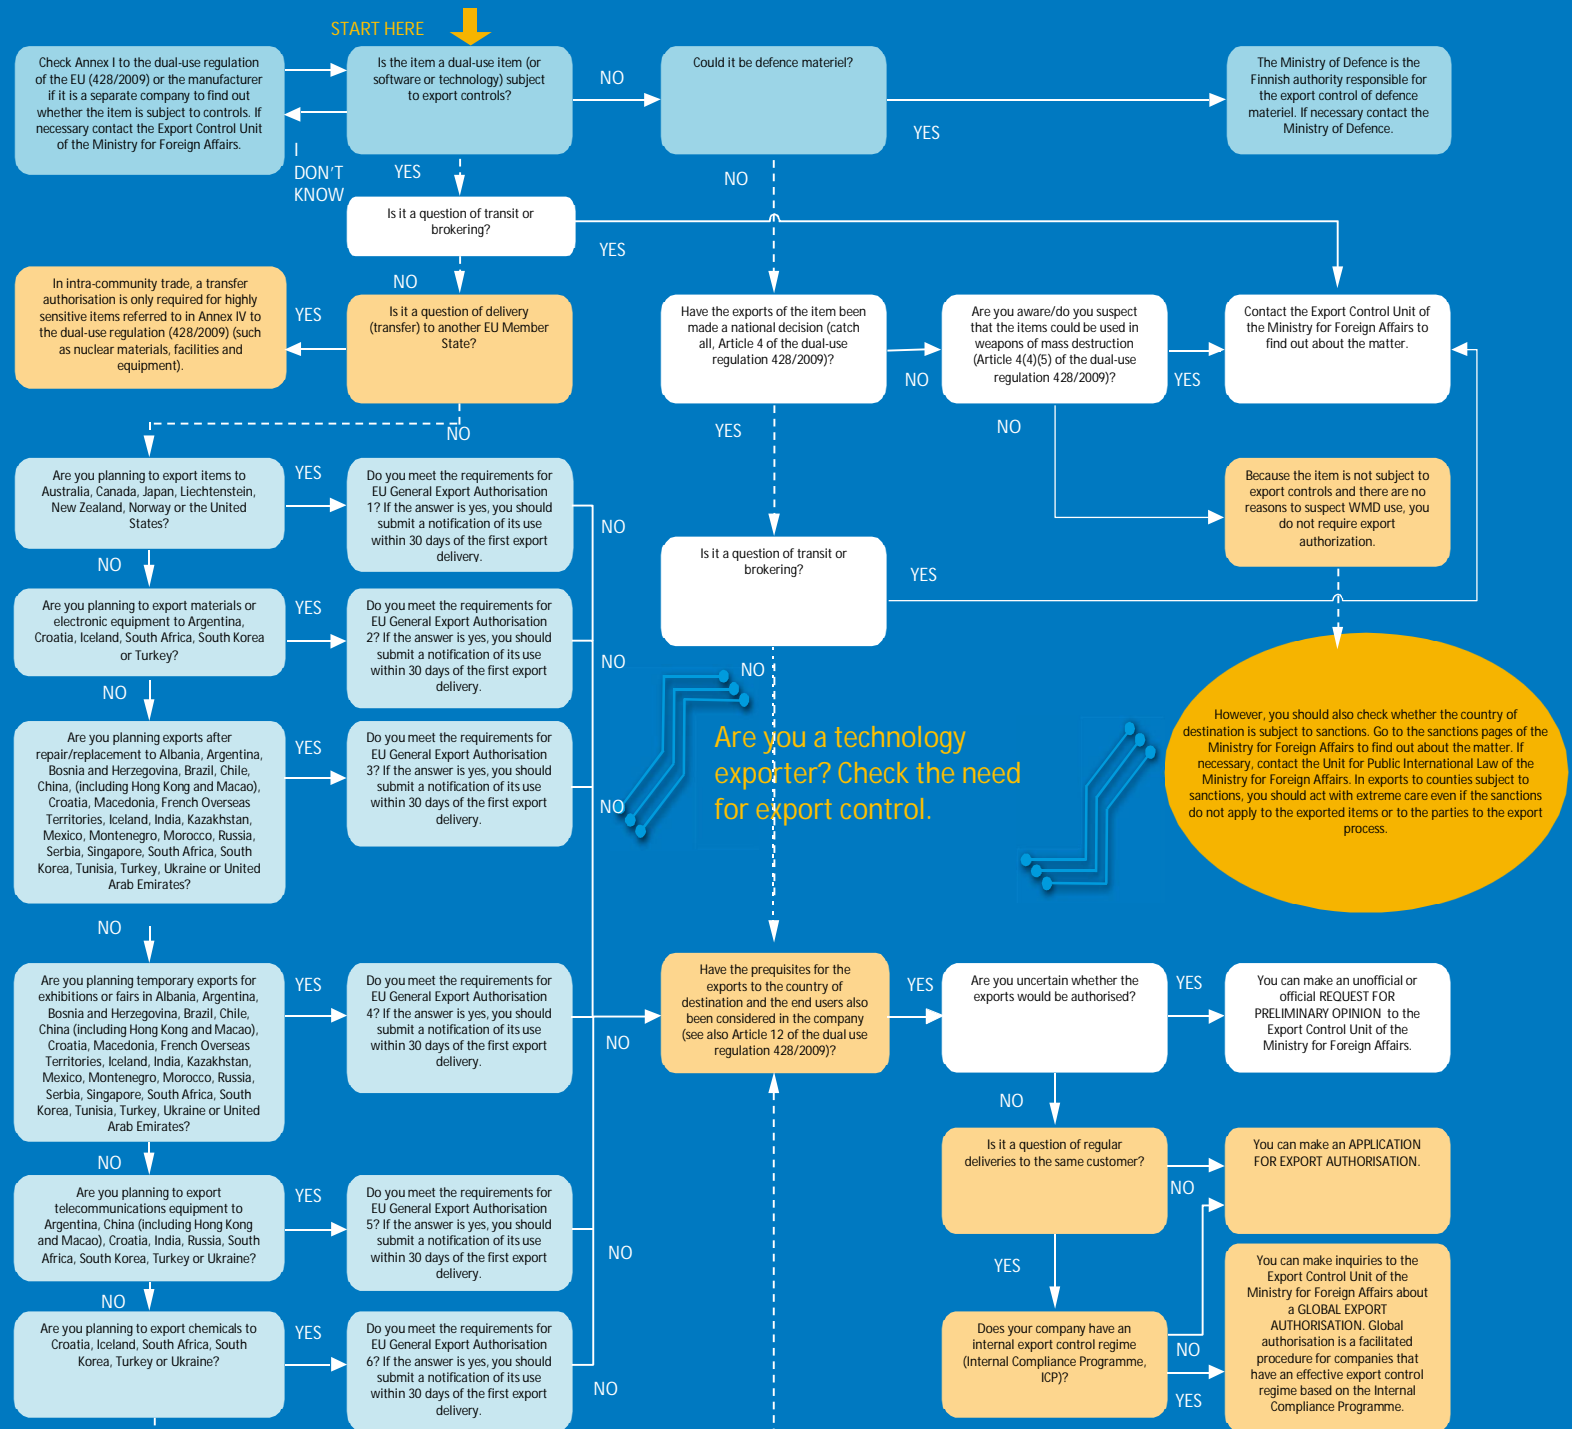 START HERE
Check Annex I to the dual-use regulation
of the EU (428/2009) or the manufacturer
if it is a separate company to find out
whether the item is subject to controls. If
necessary contact the Export Control Unit
of the Ministry for Foreign Affairs.
I
DON'T
KNOW
Is the item a dual-use item (or
software or technology) subject
to export controls?
NO
Could it be defence materiel?
YES
The Ministry of Defence is the
Finnish authority responsible for
the export control of defence
materiel. If necessary contact the
Ministry of Defence.
YES
NO
Is it a question of transit or
brokering?
YES
NO
In intra-community trade, a transfer
authorisation is only required for highly
sensitive items referred to in Annex IV to
the dual-use regulation (428/2009) (such
as nuclear materials, facilities and
equipment).
YES
Is it a question of delivery
(transfer) to another EU Member
State?
NO
Have the exports of the item been
made a national decision (catch
all, Article 4 of the dual-use
regulation 428/2009)?
NO
YES
Are you aware/do you suspect
that the items could be used in
weapons of mass destruction
(Article 4(4)(5) of the dual-use
regulation 428/2009)?
YES
NO
Contact the Export Control Unit of
the Ministry for Foreign Affairs to
find out about the matter.
Are you planning to export items to
Australia, Canada, Japan, Liechtenstein,
New Zealand, Norway or the United
States?
YES
Do you meet the requirements for
EU General Export Authorisation
1? If the answer is yes, you should
submit a notification of its use
within 30 days of the first export
delivery.
NO
NO
Because the item is not subject to
export controls and there are no
reasons to suspect WMD use, you
do not require export
authorization.
Is it a question of transit or
brokering?
YES
NO
Are you planning to export materials or
electronic equipment to Argentina,
Croatia, Iceland, South Africa, South Korea
or Turkey?
YES
Do you meet the requirements for
EU General Export Authorisation
2? If the answer is yes, you should
submit a notification of its use
within 30 days of the first export
delivery.
NO
NO
Are you a technology
exporter? Check the need
for export control.
However, you should also check whether the country of
destination is subject to sanctions. Go to the sanctions pages of the
Ministry for Foreign Affairs to find out about the matter. If
necessary, contact the Unit for Public International Law of the
Ministry for Foreign Affairs. In exports to counties subject to
sanctions, you should act with extreme care even if the sanctions
do not apply to the exported items or to the parties to the export
process.
Are you planning exports after
repair/replacement to Albania, Argentina,
Bosnia and Herzegovina, Brazil, Chile,
China, (including Hong Kong and Macao),
Croatia, Macedonia, French Overseas
Territories, Iceland, India, Kazakhstan,
Mexico, Montenegro, Morocco, Russia,
Serbia, Singapore, South Africa, South
Korea, Tunisia, Turkey, Ukraine or United
Arab Emirates?
YES
Do you meet the requirements for
EU General Export Authorisation
3? If the answer is yes, you should
submit a notification of its use
within 30 days of the first export
delivery.
NO
NO
Are you planning temporary exports for
exhibitions or fairs in Albania, Argentina,
Bosnia and Herzegovina, Brazil, Chile,
China (including Hong Kong and Macao),
Croatia, Macedonia, French Overseas
Territories, Iceland, India, Kazakhstan,
Mexico, Montenegro, Morocco, Russia,
Serbia, Singapore, South Africa, South
Korea, Tunisia, Turkey, Ukraine or United
Arab Emirates?
YES
Do you meet the requirements for
EU General Export Authorisation
4? If the answer is yes, you should
submit a notification of its use
within 30 days of the first export
delivery.
NO
NO
Have the prequisites for the
exports to the country of
destination and the end users also
been considered in the company
(see also Article 12 of the dual use
regulation 428/2009)?
YES
Are you uncertain whether the
exports would be authorised?
YES
You can make an unofficial or
official REQUEST FOR
PRELIMINARY OPINION to the
Export Control Unit of the
Ministry for Foreign Affairs.
NO
Is it a question of regular
deliveries to the same customer?
NO
You can make an APPLICATION
FOR EXPORT AUTHORISATION.
YES
Are you planning to export
telecommunications equipment to
Argentina, China (including Hong Kong
and Macao), Croatia, India, Russia, South
Africa, South Korea, Turkey or Ukraine?
YES
Do you meet the requirements for
EU General Export Authorisation
5? If the answer is yes, you should
submit a notification of its use
within 30 days of the first export
delivery.
NO
NO
Are you planning to export chemicals to
Croatia, Iceland, South Africa, South
Korea, Turkey or Ukraine?
YES
Do you meet the requirements for
EU General Export Authorisation
6? If the answer is yes, you should
submit a notification of its use
within 30 days of the first export
delivery.
NO
Does your company have an
internal export control regime
(Internal Compliance Programme,
ICP)?
NO
YES
You can make inquiries to the
Export Control Unit of the
Ministry for Foreign Affairs about
a GLOBAL EXPORT
AUTHORISATION. Global
authorisation is a facilitated
procedure for companies that
have an effective export control
regime based on the Internal
Compliance Programme.